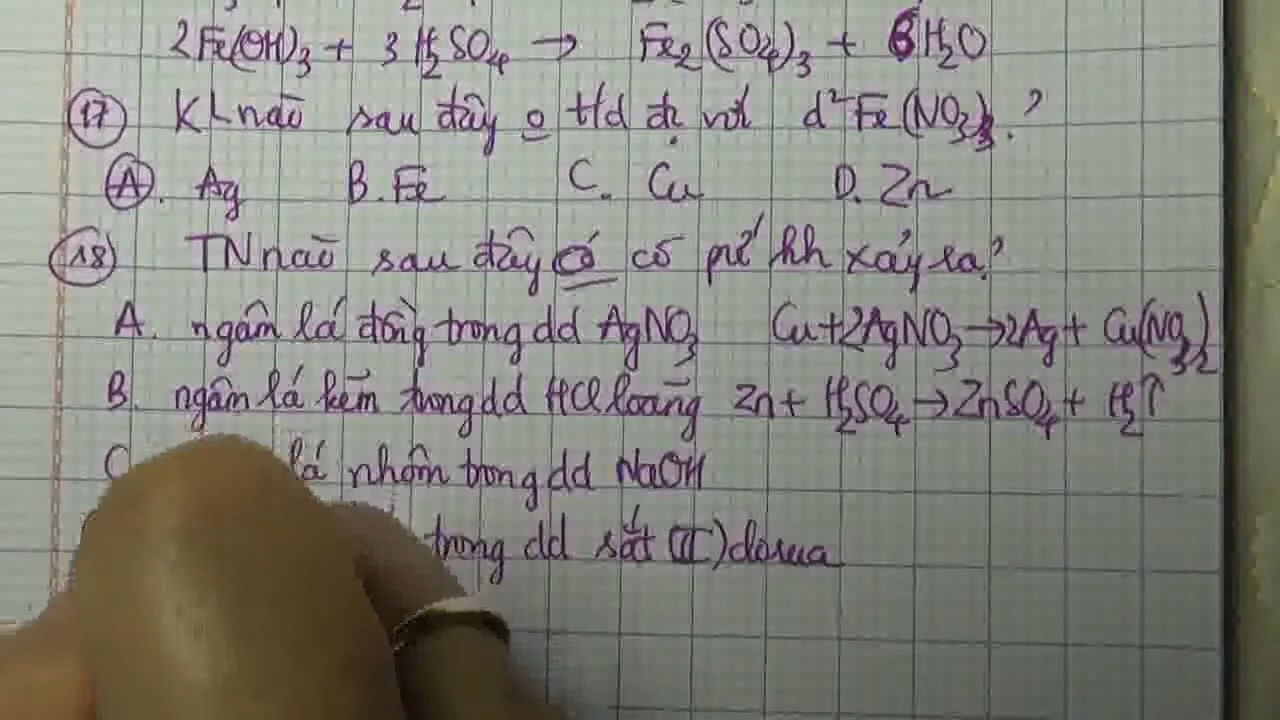 2Fe(OH)₃ + 3H₂SO₄ → Fe₂(SO₄)₃ + 6H₂O
17 KL nào sau đây o t/d đc với d² Fe(NO₃)₃ ?
A. Ag B. Fe C. Cu D. Zn
18 TN nào sau đây có có pứ hh xảy ra?
A. ngâm lá đồng trong dd AgNO₃ Cu + 2AgNO₃ → 2Ag + Cu(NO₃)₂
B. ngâm lá kẽm trong dd HCl loãng Zn + H₂SO₄ → ZnSO₄ + H₂↑
C lá nhôm trong dd NaOH
trong dd sắt (II) clorua